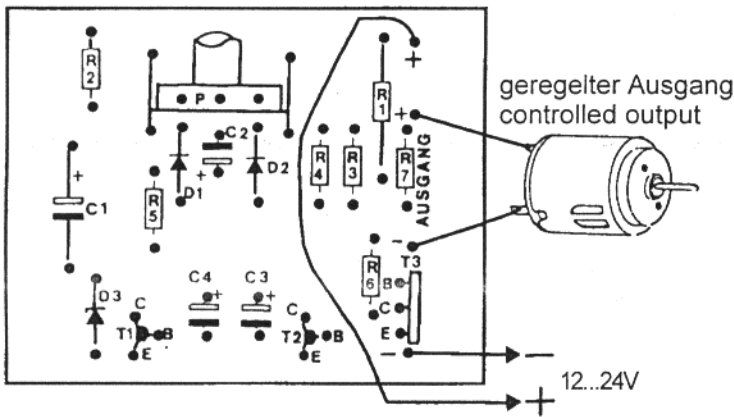 R
2
P
C2
+
D1
D2
+
C1
R
5
R
4
R
3
R
1
R
7
+
+
AUSGANG
-
geregelter Ausgang
controlled output
R
6
T3
B
C
E
-
D3
C
T1
B
E
C4
+
C3
+
C
T2
B
E
-
+
12...24V